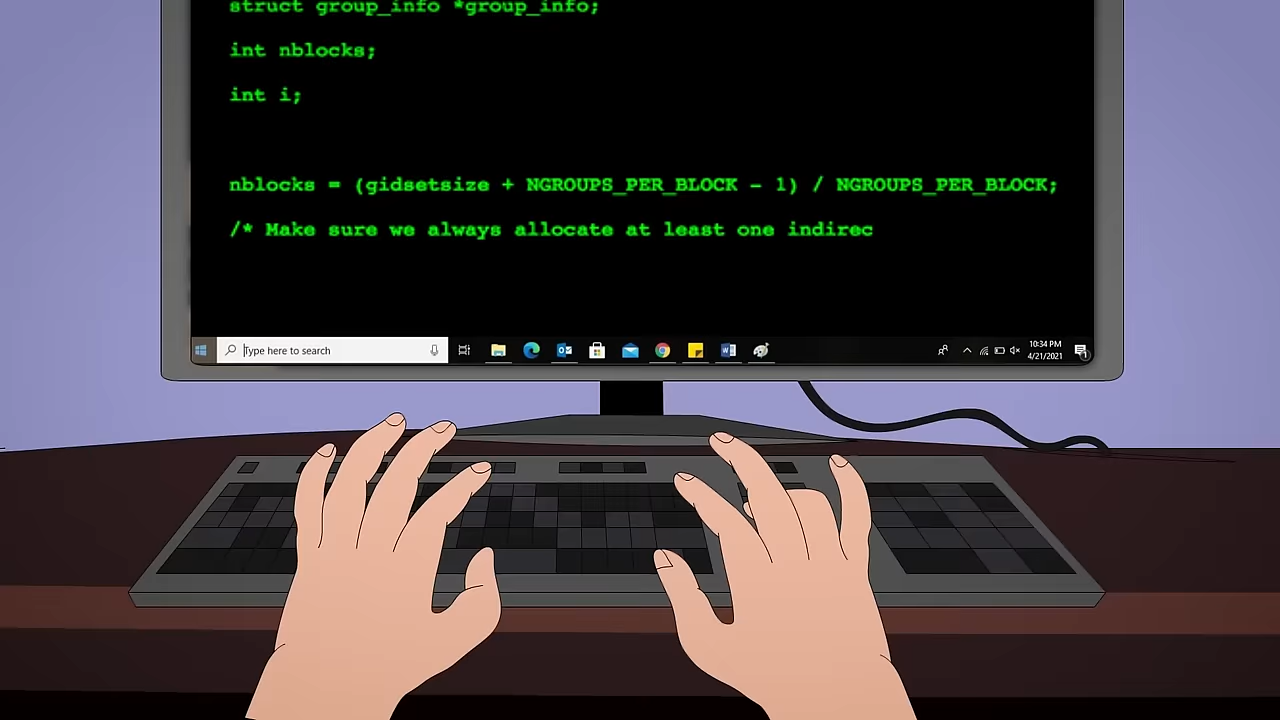 struct group_info *group_info;
int nblocks;
int i;
nblocks = (gidsetsize + NGROUPS_PER_BLOCK - 1) / NGROUPS_PER_BLOCK;
/* Make sure we always allocate at least one indirec
Type here to search
10:34 PM
4/21/2021
1